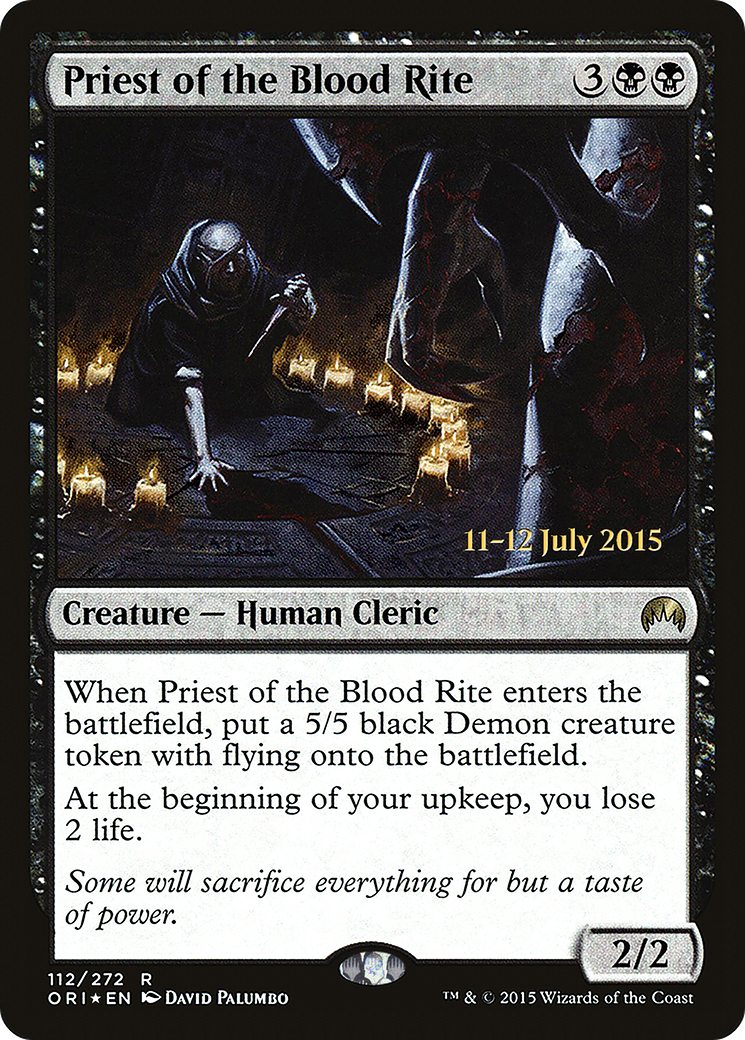 Priest of the Blood Rite 3
11–12 July 2015
Creature — Human Cleric
When Priest of the Blood Rite enters the
battlefield, put a 5/5 black Demon creature
token with flying onto the battlefield.
At the beginning of your upkeep, you lose
2 life.
Some will sacrifice everything for but a taste
of power.
2/2
112/272 R
ORI★EN DAVID PALUMBO
™ & © 2015 Wizards of the Coast